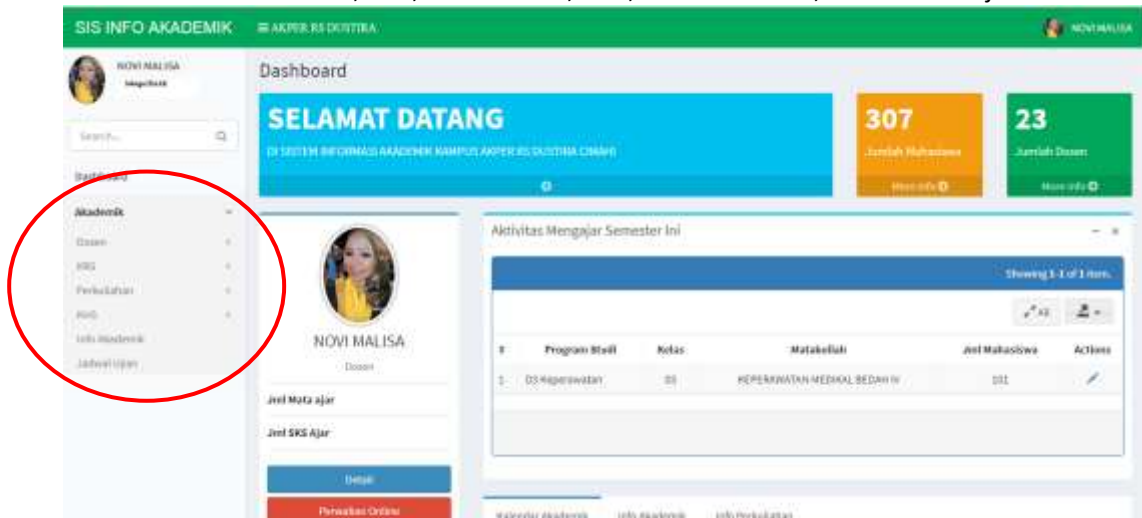 SIS INFO AKADEMIK
AKPER RS DUSTIRA
NOVI MALISA
NOVI MALISA
Search...
Dashboard
Akademik
Dosen
KRS
Perkuliahan
KHS
Info Akademik
Jadwal Ujian
Dashboard
SELAMAT DATANG
DI SISTEM INFORMASI AKADEMIK KAMPUS AKPER RS DUSTIRA CIMAHI
307
Jumlah Mahasiswa
More info
23
Jumlah Dosen
More info
NOVI MALISA
Dosen
Jml Mata ajar
Jml SKS Ajar
Detail
Perwalian Online
Aktivitas Mengajar Semester Ini
Showing 1-1 of 1 item.
All
# Program Studi Kelas Matakuliah Jml Mahasiswa Actions
1 D3 Keperawatan 03 KEPERAWATAN MEDIKAL BEDAH IV 101
Kalender Akademik Info Akademik Info Perkuliahan